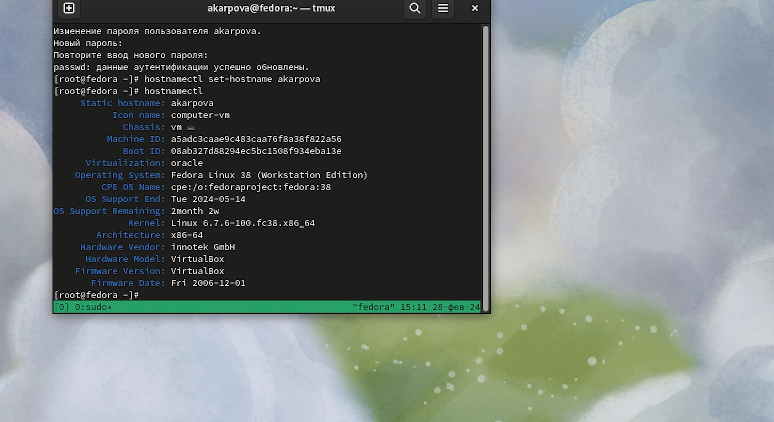 akarpova@fedora:~ — tmux
Изменение пароля пользователя akarpova.
Новый пароль:
Повторите ввод нового пароля:
passwd: данные аутентификации успешно обновлены.
[root@fedora ~]# hostnamectl set-hostname akarpova
[root@fedora ~]# hostnamectl
Static hostname: akarpova
Icon name: computer-vm
Chassis: vm
Machine ID: a5adc3caae9c483caa76f8a38f822a56
Boot ID: 08ab327d88294ec5bc1508f934eba13e
Virtualization: oracle
Operating System: Fedora Linux 38 (Workstation Edition)
CPE OS Name: cpe:/o:fedoraproject:fedora:38
OS Support End: Tue 2024-05-14
OS Support Remaining: 2month 2w
Kernel: Linux 6.7.6-100.fc38.x86_64
Architecture: x86-64
Hardware Vendor: innotek GmbH
Hardware Model: VirtualBox
Firmware Version: VirtualBox
Firmware Date: Fri 2006-12-01
[root@fedora ~]#
[0] 0:sudo* "fedora" 15:11 28-фев-24